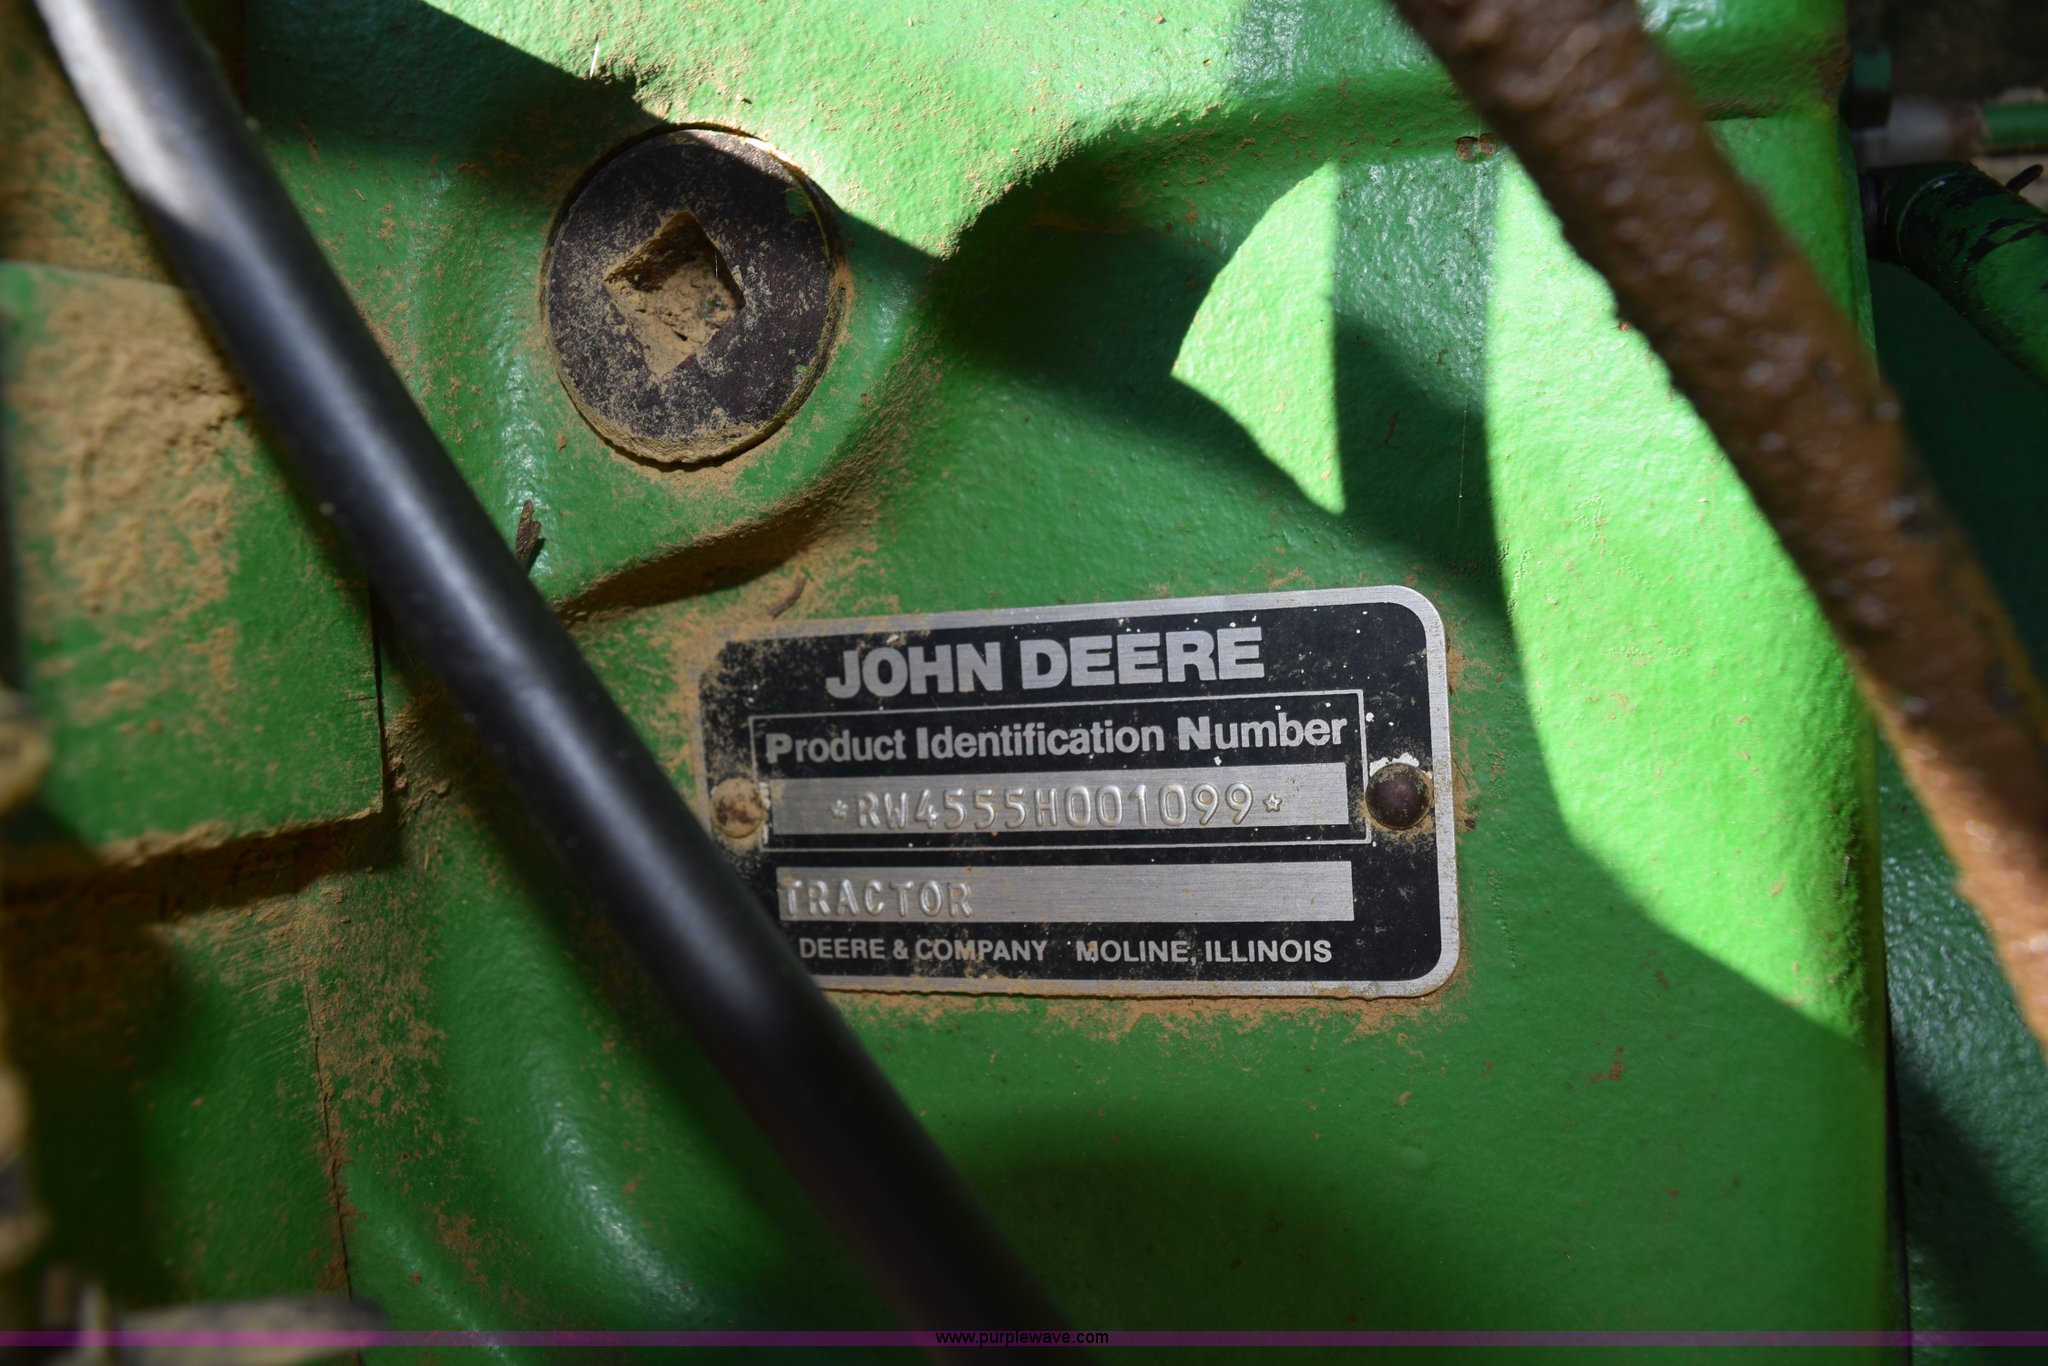 JOHN DEERE
Product Identification Number
*RW4555H001099*
TRACTOR
DEERE & COMPANY MOLINE, ILLINOIS
www.purplewave.com